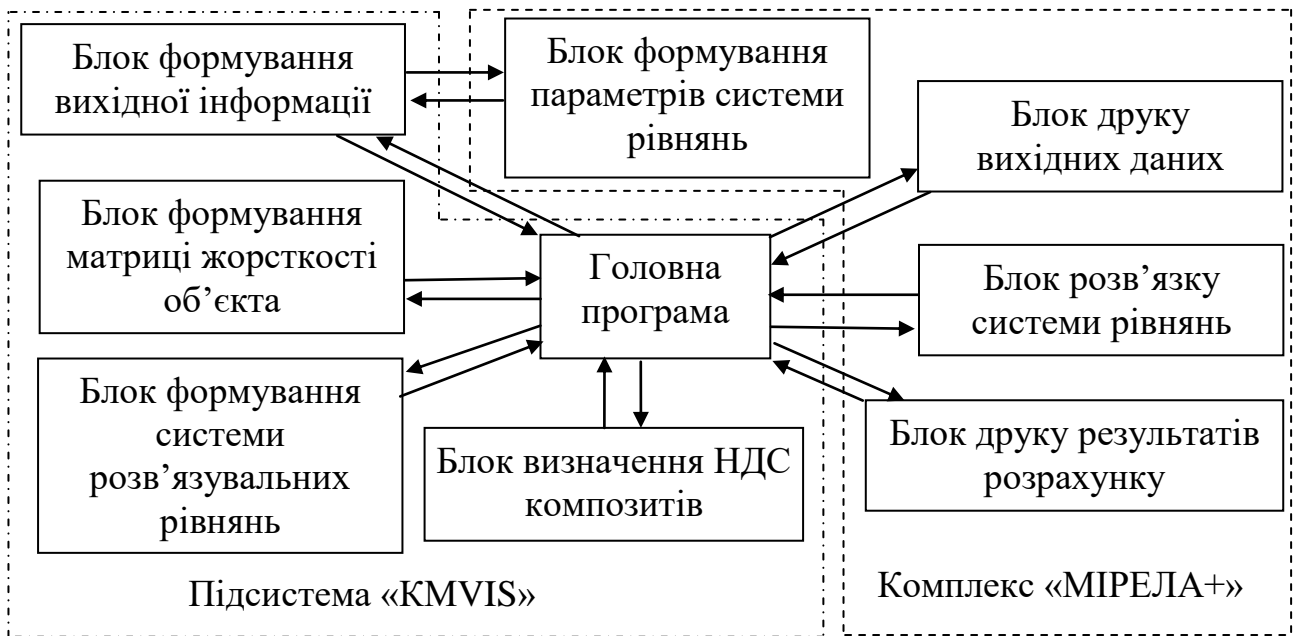 Блок формування
вихідної інформації
Блок формування
параметрів системи
рівнянь
Блок друку
вихідних даних
Блок формування
матриці жорсткості
об’єкта
Головна
програма
Блок розв’язку
системи рівнянь
Блок формування
системи
розв’язувальних
рівнянь
Блок визначення НДС
композитів
Блок друку результатів
розрахунку
Підсистема «KMVIS»
Комплекс «МІРЕЛА+»